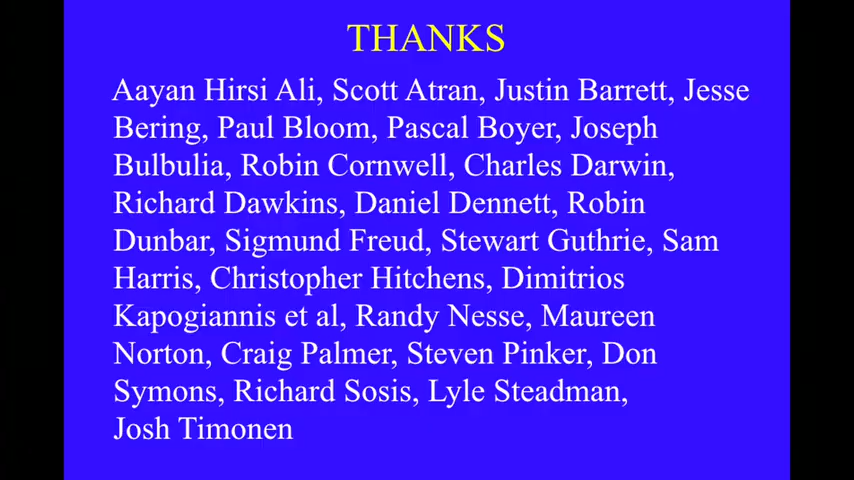 THANKS
Aayan Hirsi Ali, Scott Atran, Justin Barrett, Jesse
Bering, Paul Bloom, Pascal Boyer, Joseph
Bulbulia, Robin Cornwell, Charles Darwin,
Richard Dawkins, Daniel Dennett, Robin
Dunbar, Sigmund Freud, Stewart Guthrie, Sam
Harris, Christopher Hitchens, Dimitrios
Kapogiannis et al, Randy Nesse, Maureen
Norton, Craig Palmer, Steven Pinker, Don
Symons, Richard Sosis, Lyle Steadman,
Josh Timonen